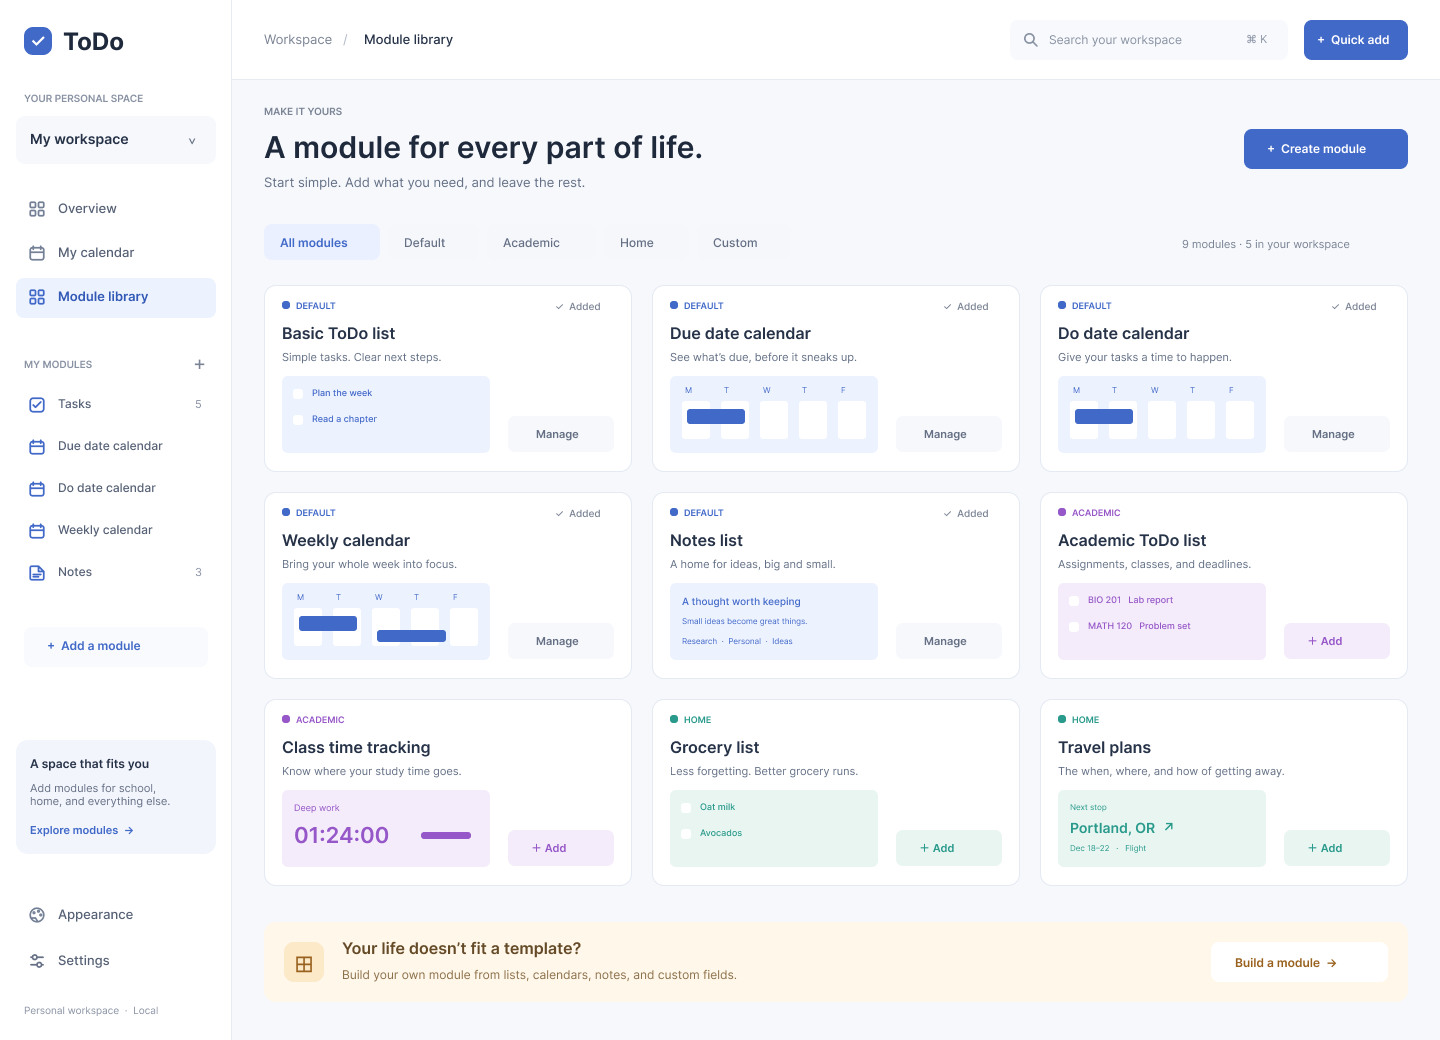 ToDo
YOUR PERSONAL SPACE
My workspace
Overview
My calendar
Module library
MY MODULES +
Tasks 5
Due date calendar
Do date calendar
Weekly calendar
Notes 3
+ Add a module
A space that fits you
Add modules for school,
home, and everything else.
Explore modules →
Appearance
Settings
Personal workspace · Local
Workspace / Module library
Search your workspace ⌘ K
+ Quick add
MAKE IT YOURS
A module for every part of life.
Start simple. Add what you need, and leave the rest.
+ Create module
All modules Default Academic Home Custom
9 modules · 5 in your workspace
DEFAULT ✓ Added
Basic ToDo list
Simple tasks. Clear next steps.
Plan the week
Read a chapter
Manage
DEFAULT ✓ Added
Due date calendar
See what’s due, before it sneaks up.
M T W T F
Manage
DEFAULT ✓ Added
Do date calendar
Give your tasks a time to happen.
M T W T F
Manage
DEFAULT ✓ Added
Weekly calendar
Bring your whole week into focus.
M T W T F
Manage
DEFAULT ✓ Added
Notes list
A home for ideas, big and small.
A thought worth keeping
Small ideas become great things.
Research · Personal · Ideas
Manage
ACADEMIC
Academic ToDo list
Assignments, classes, and deadlines.
BIO 201 Lab report
MATH 120 Problem set
+ Add
ACADEMIC
Class time tracking
Know where your study time goes.
Deep work
01:24:00
+ Add
HOME
Grocery list
Less forgetting. Better grocery runs.
Oat milk
Avocados
+ Add
HOME
Travel plans
The when, where, and how of getting away.
Next stop
Portland, OR ↗
Dec 18–22 · Flight
+ Add
Your life doesn’t fit a template?
Build your own module from lists, calendars, notes, and custom fields.
Build a module →